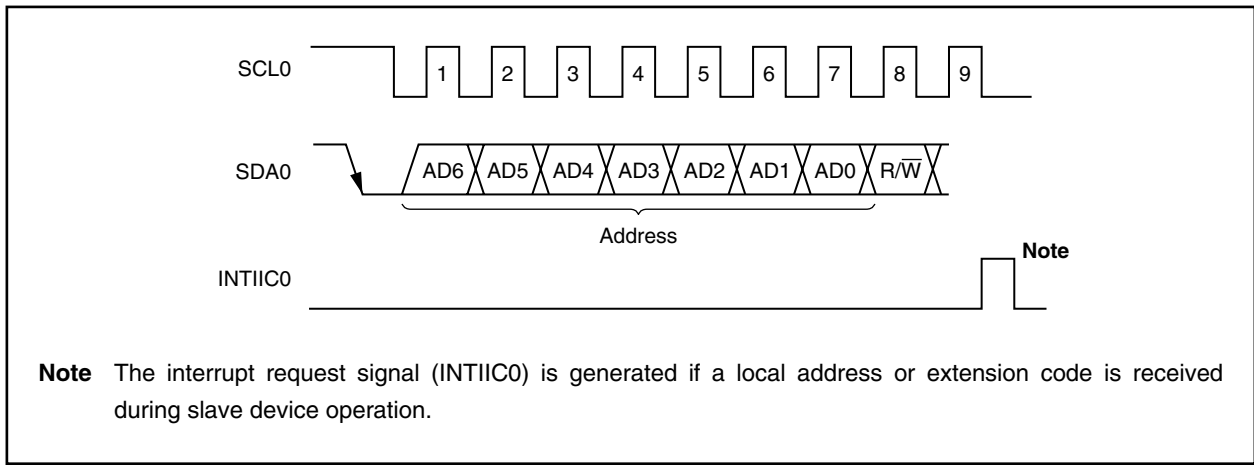 SCL0
1 2 3 4 5 6 7 8 9
SDA0
AD6 AD5 AD4 AD3 AD2 AD1 AD0 R/W̅
Address
INTIIC0
Note
Note The interrupt request signal (INTIIC0) is generated if a local address or extension code is received
during slave device operation.